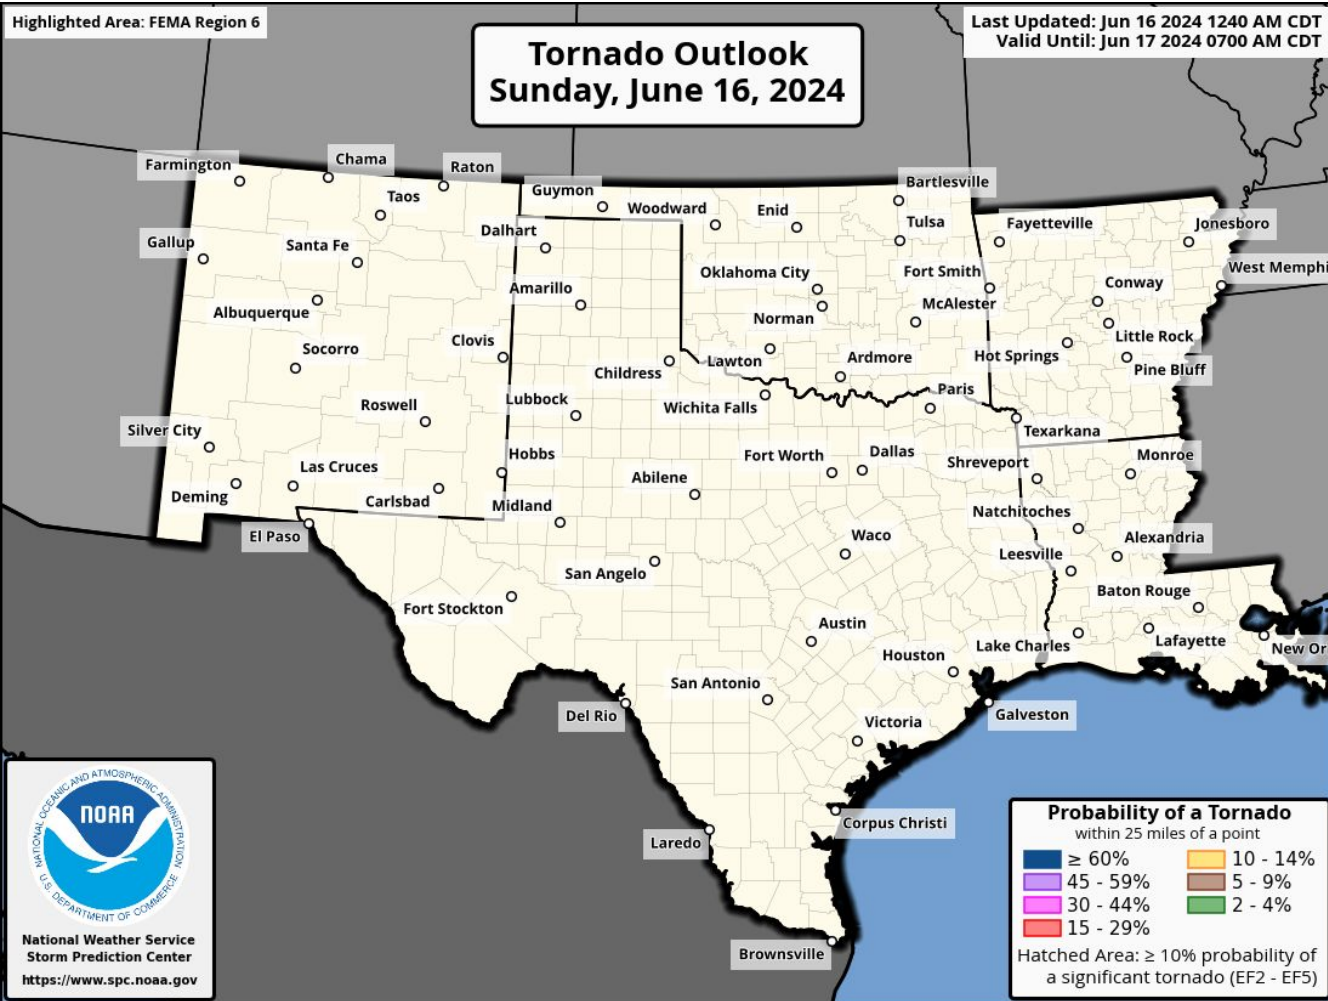 Highlighted Area: FEMA Region 6
Last Updated: Jun 16 2024 1240 AM CDT
Valid Until: Jun 17 2024 0700 AM CDT
Tornado Outlook
Sunday, June 16, 2024
Farmington
Chama
Raton
Taos
Guymon
Woodward
Enid
Bartlesville
Tulsa
Fayetteville
Jonesboro
Gallup
Santa Fe
Dalhart
Oklahoma City
Fort Smith
West Memphi
Amarillo
Conway
Albuquerque
Norman
McAlester
Socorro
Clovis
Little Rock
Childress
Lawton
Ardmore
Hot Springs
Pine Bluff
Roswell
Lubbock
Wichita Falls
Paris
Silver City
Texarkana
Las Cruces
Hobbs
Fort Worth
Dallas
Shreveport
Monroe
Deming
Carlsbad
Abilene
Midland
Natchitoches
El Paso
Waco
Leesville
Alexandria
San Angelo
Fort Stockton
Baton Rouge
Austin
Lake Charles
Lafayette
New Or
Houston
San Antonio
Del Rio
Victoria
Galveston
Corpus Christi
Laredo
Brownsville
NATIONAL OCEANIC AND ATMOSPHERIC ADMINISTRATION
NOAA
U.S. DEPARTMENT OF COMMERCE
National Weather Service
Storm Prediction Center
https://www.spc.noaa.gov
Probability of a Tornado
within 25 miles of a point
≥ 60%
10 - 14%
45 - 59%
5 - 9%
30 - 44%
2 - 4%
15 - 29%
Hatched Area: ≥ 10% probability of
a significant tornado (EF2 - EF5)